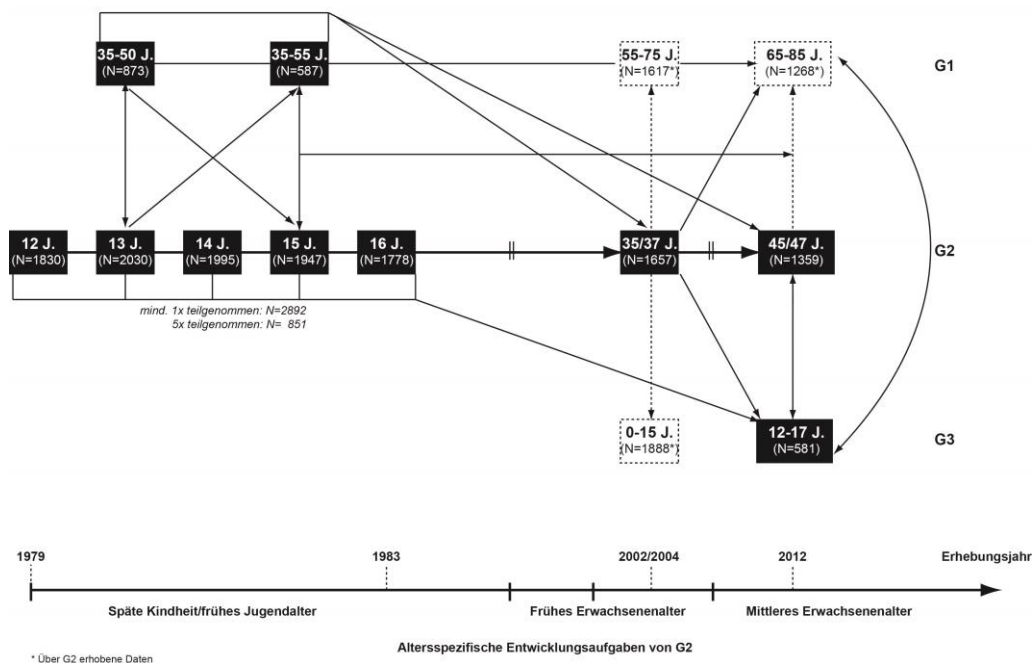 35-50 J.
(N=873)
35-55 J.
(N=587)
55-75 J.
(N=1617*)
65-85 J.
(N=1268*)
G1
12 J.
(N=1830)
13 J.
(N=2030)
14 J.
(N=1995)
15 J.
(N=1947)
16 J.
(N=1778)
35/37 J.
(N=1657)
45/47 J.
(N=1359)
G2
mind. 1x teilgenommen: N=2892
5x teilgenommen: N= 851
0-15 J.
(N=1888*)
12-17 J.
(N=581)
G3
1979
1983
2002/2004
2012
Erhebungsjahr
Späte Kindheit/frühes Jugendalter
Frühes Erwachsenenalter
Mittleres Erwachsenenalter
Altersspezifische Entwicklungsaufgaben von G2
* Über G2 erhobene Daten